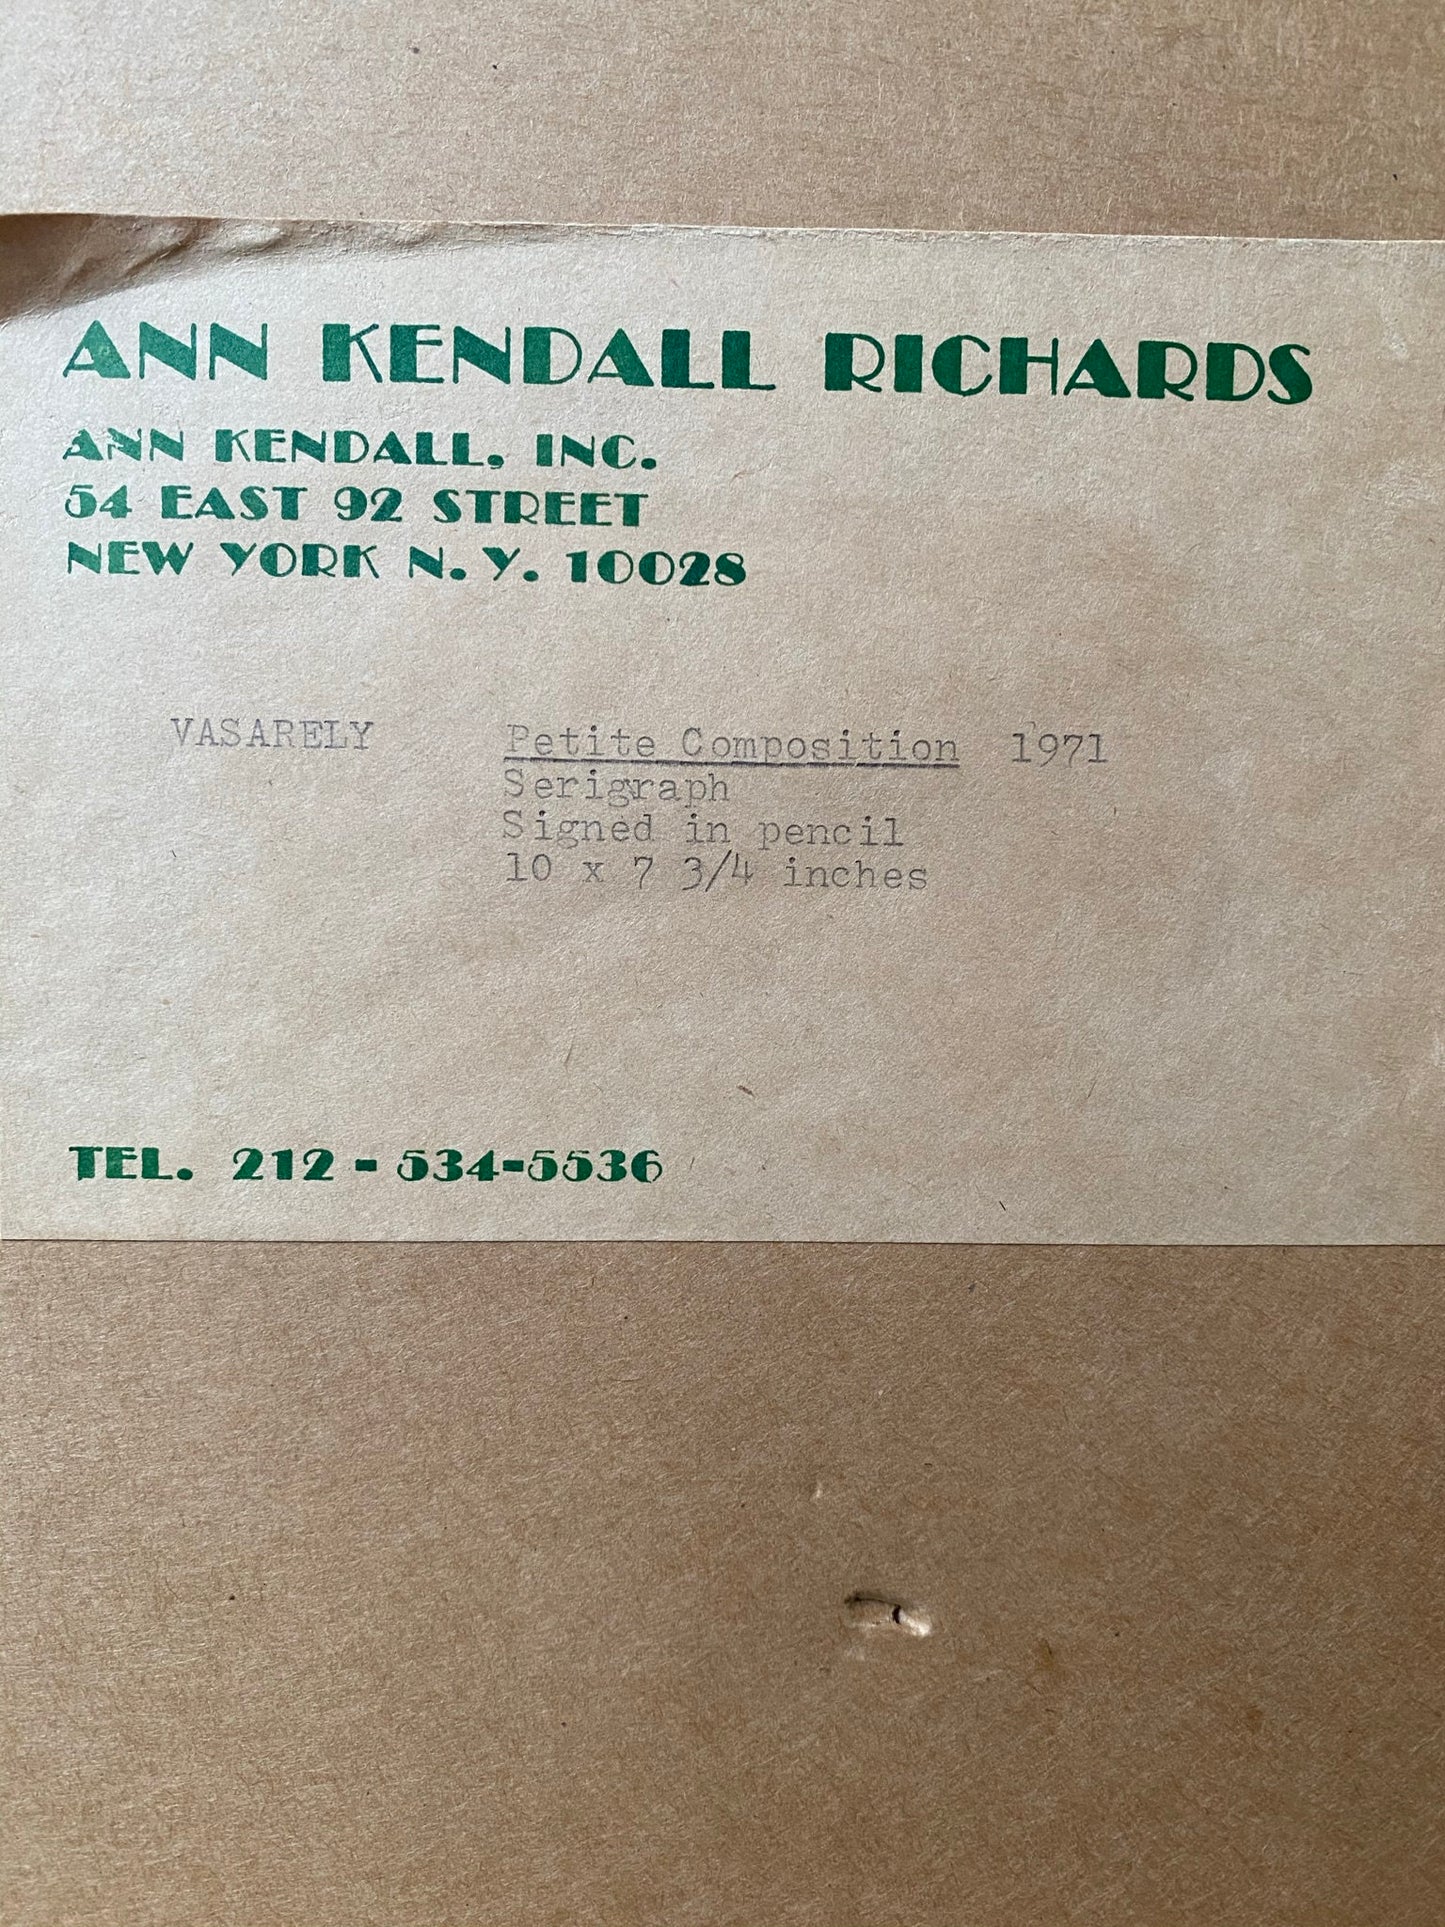 ANN KENDALL RICHARDS
ANN KENDALL, INC.
54 EAST 92 STREET
NEW YORK N.Y. 10028
VASARELY Petite Composition 1971
Serigraph
Signed in pencil
10 x 7 3/4 inches
TEL. 212 - 534-5536